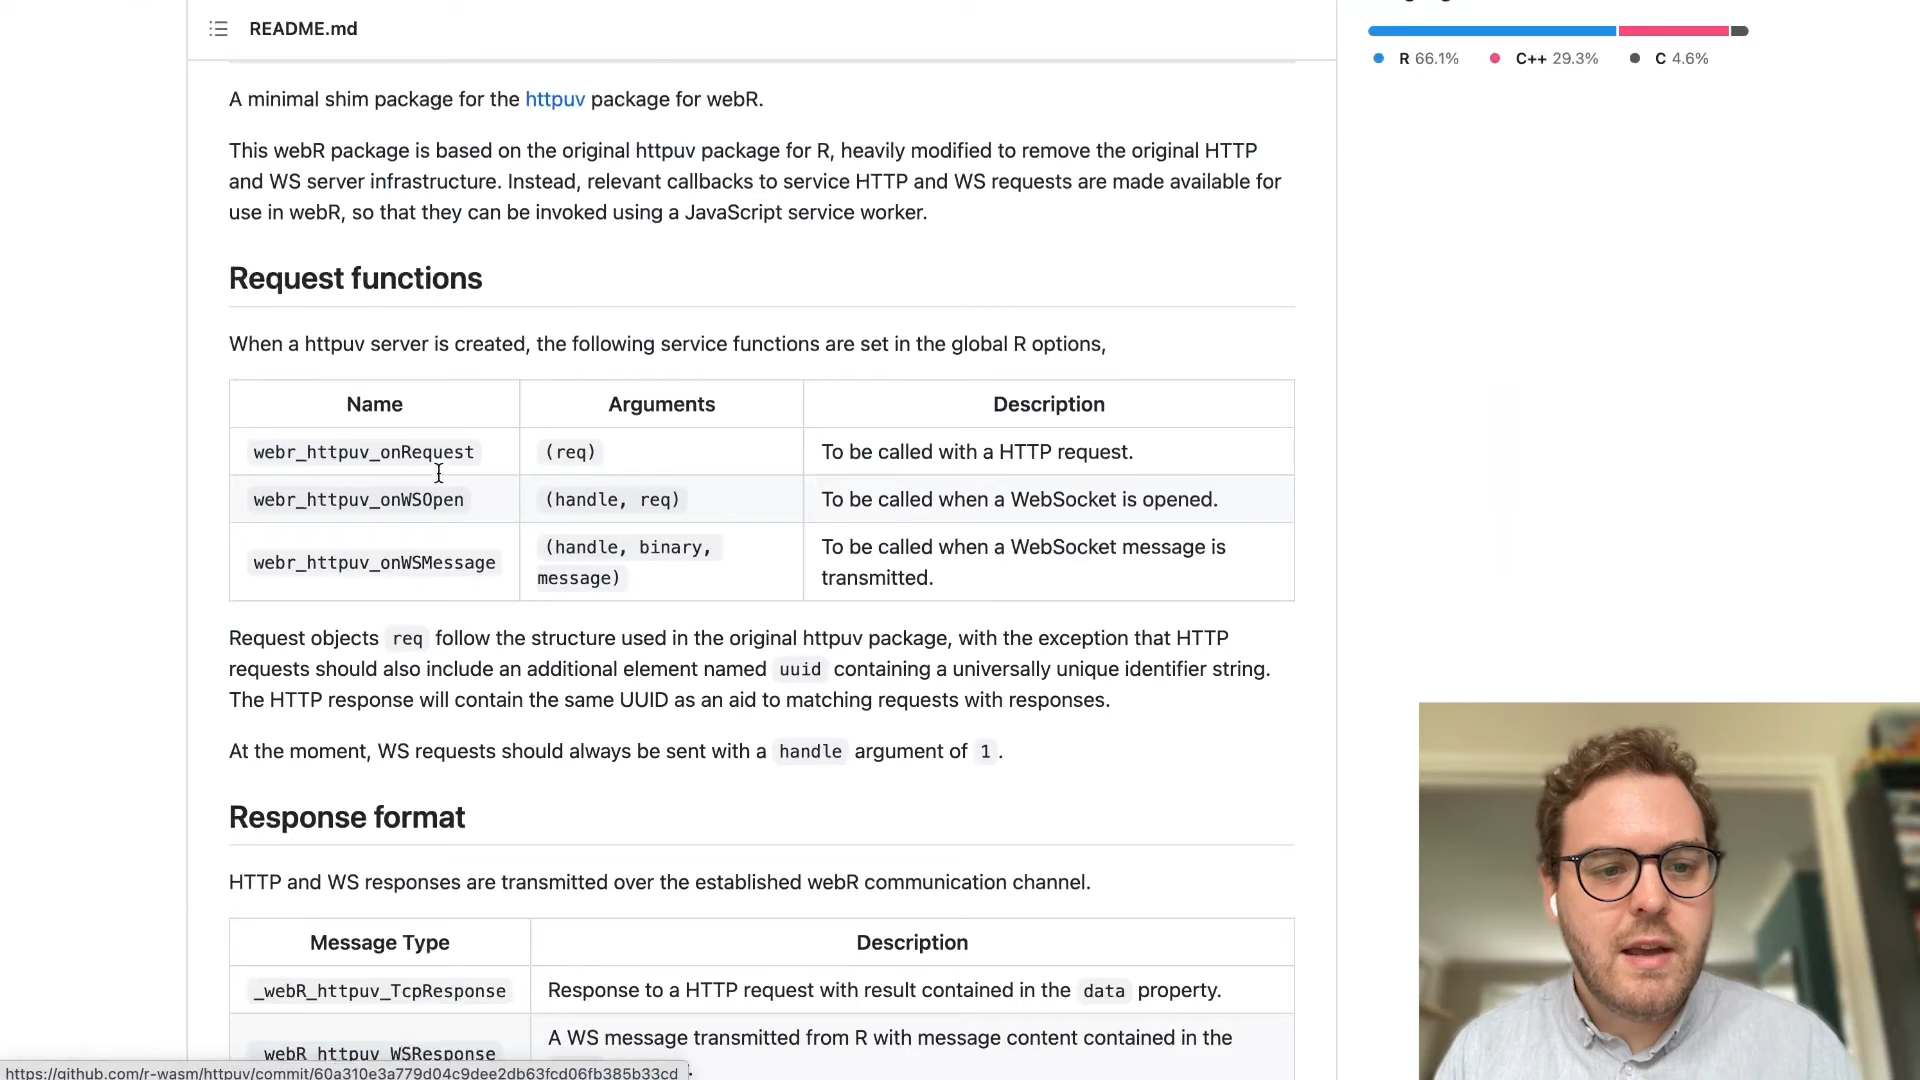 README.md
R 66.1% C++ 29.3% C 4.6%
A minimal shim package for the httpuv package for webR.
This webR package is based on the original httpuv package for R, heavily modified to remove the original HTTP
and WS server infrastructure. Instead, relevant callbacks to service HTTP and WS requests are made available for
use in webR, so that they can be invoked using a JavaScript service worker.
Request functions
When a httpuv server is created, the following service functions are set in the global R options,
Name Arguments Description
webr_httpuv_onRequest (req) To be called with a HTTP request.
webr_httpuv_onWSOpen (handle, req) To be called when a WebSocket is opened.
webr_httpuv_onWSMessage (handle, binary, message) To be called when a WebSocket message is
transmitted.
Request objects req follow the structure used in the original httpuv package, with the exception that HTTP
requests should also include an additional element named uuid containing a universally unique identifier string.
The HTTP response will contain the same UUID as an aid to matching requests with responses.
At the moment, WS requests should always be sent with a handle argument of 1.
Response format
HTTP and WS responses are transmitted over the established webR communication channel.
Message Type Description
_webR_httpuv_TcpResponse Response to a HTTP request with result contained in the data property.
_webR_httpuv_WSResponse A WS message transmitted from R with message content contained in the
https://github.com/r-wasm/httpuv/commit/60a310e3a779d04c9dee2db63fcd06fb385b33cd